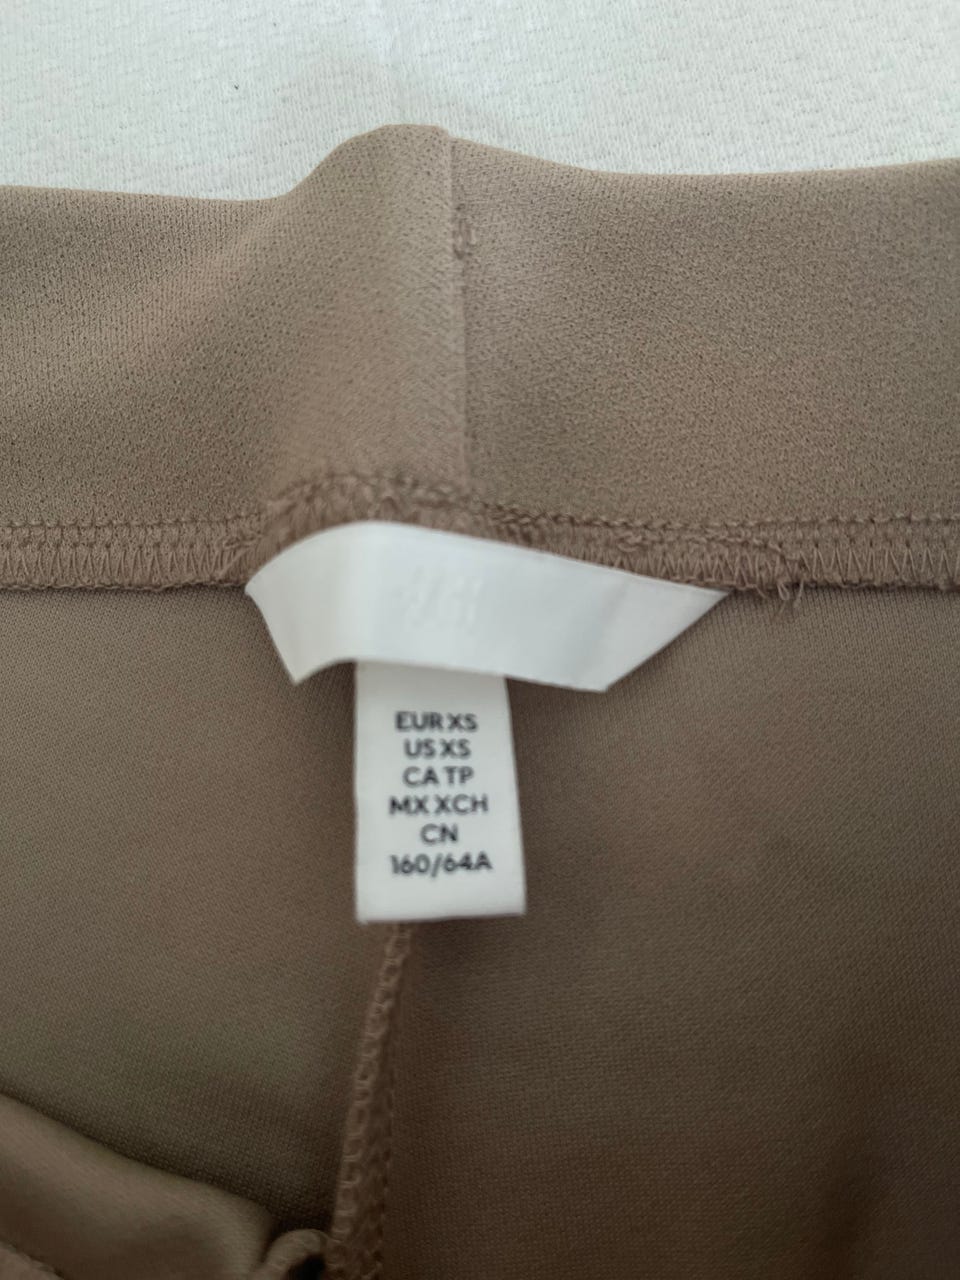 EUR XS
US XS
CA TP
MX XCH
CN
160/64A